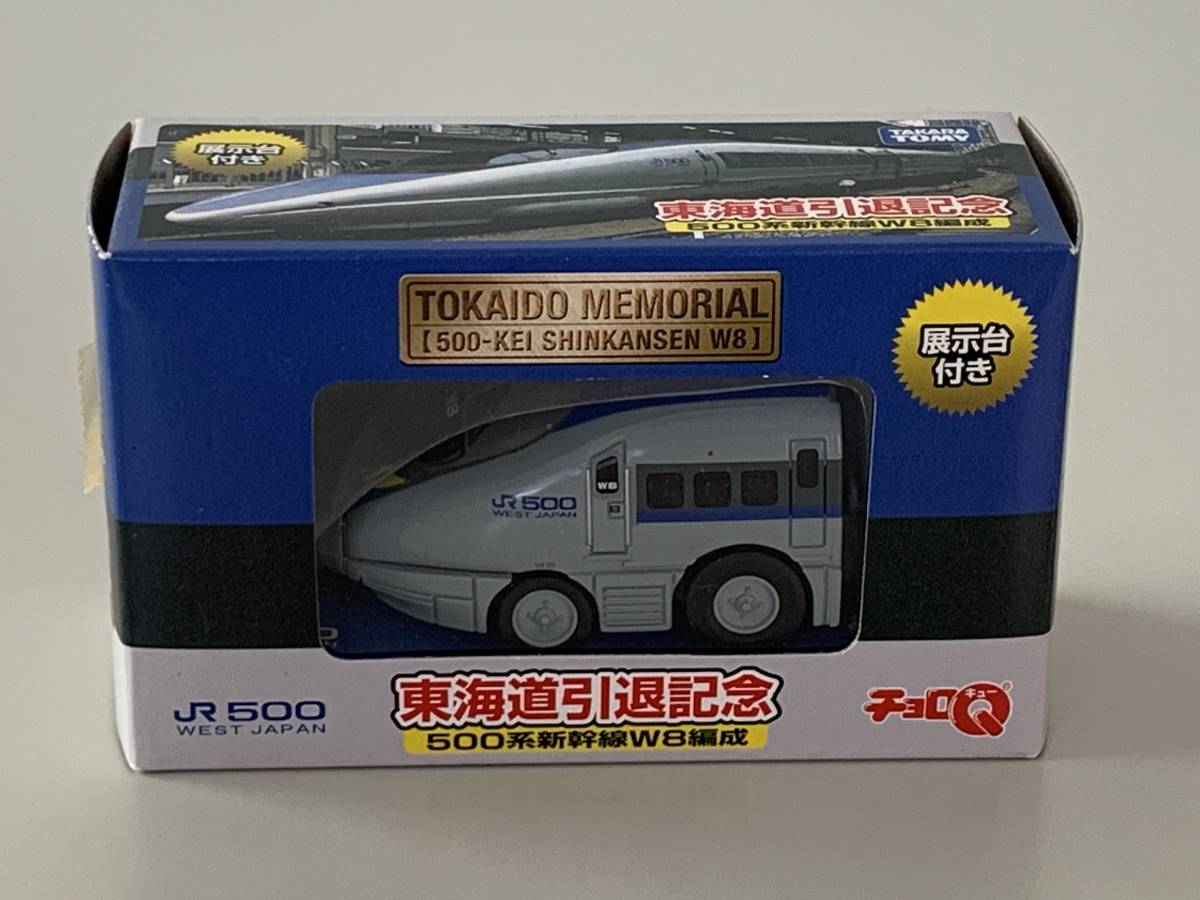 展示台
付き
TAKARA
TOMY
JR500
東海道引退記念
500系新幹線W8編成
TOKAIDO MEMORIAL
【500-KEI SHINKANSEN W8】
展示台
付き
W8
JR500
WEST JAPAN
JR500
WEST JAPAN
東海道引退記念
500系新幹線W8編成
チョロQ
キュー